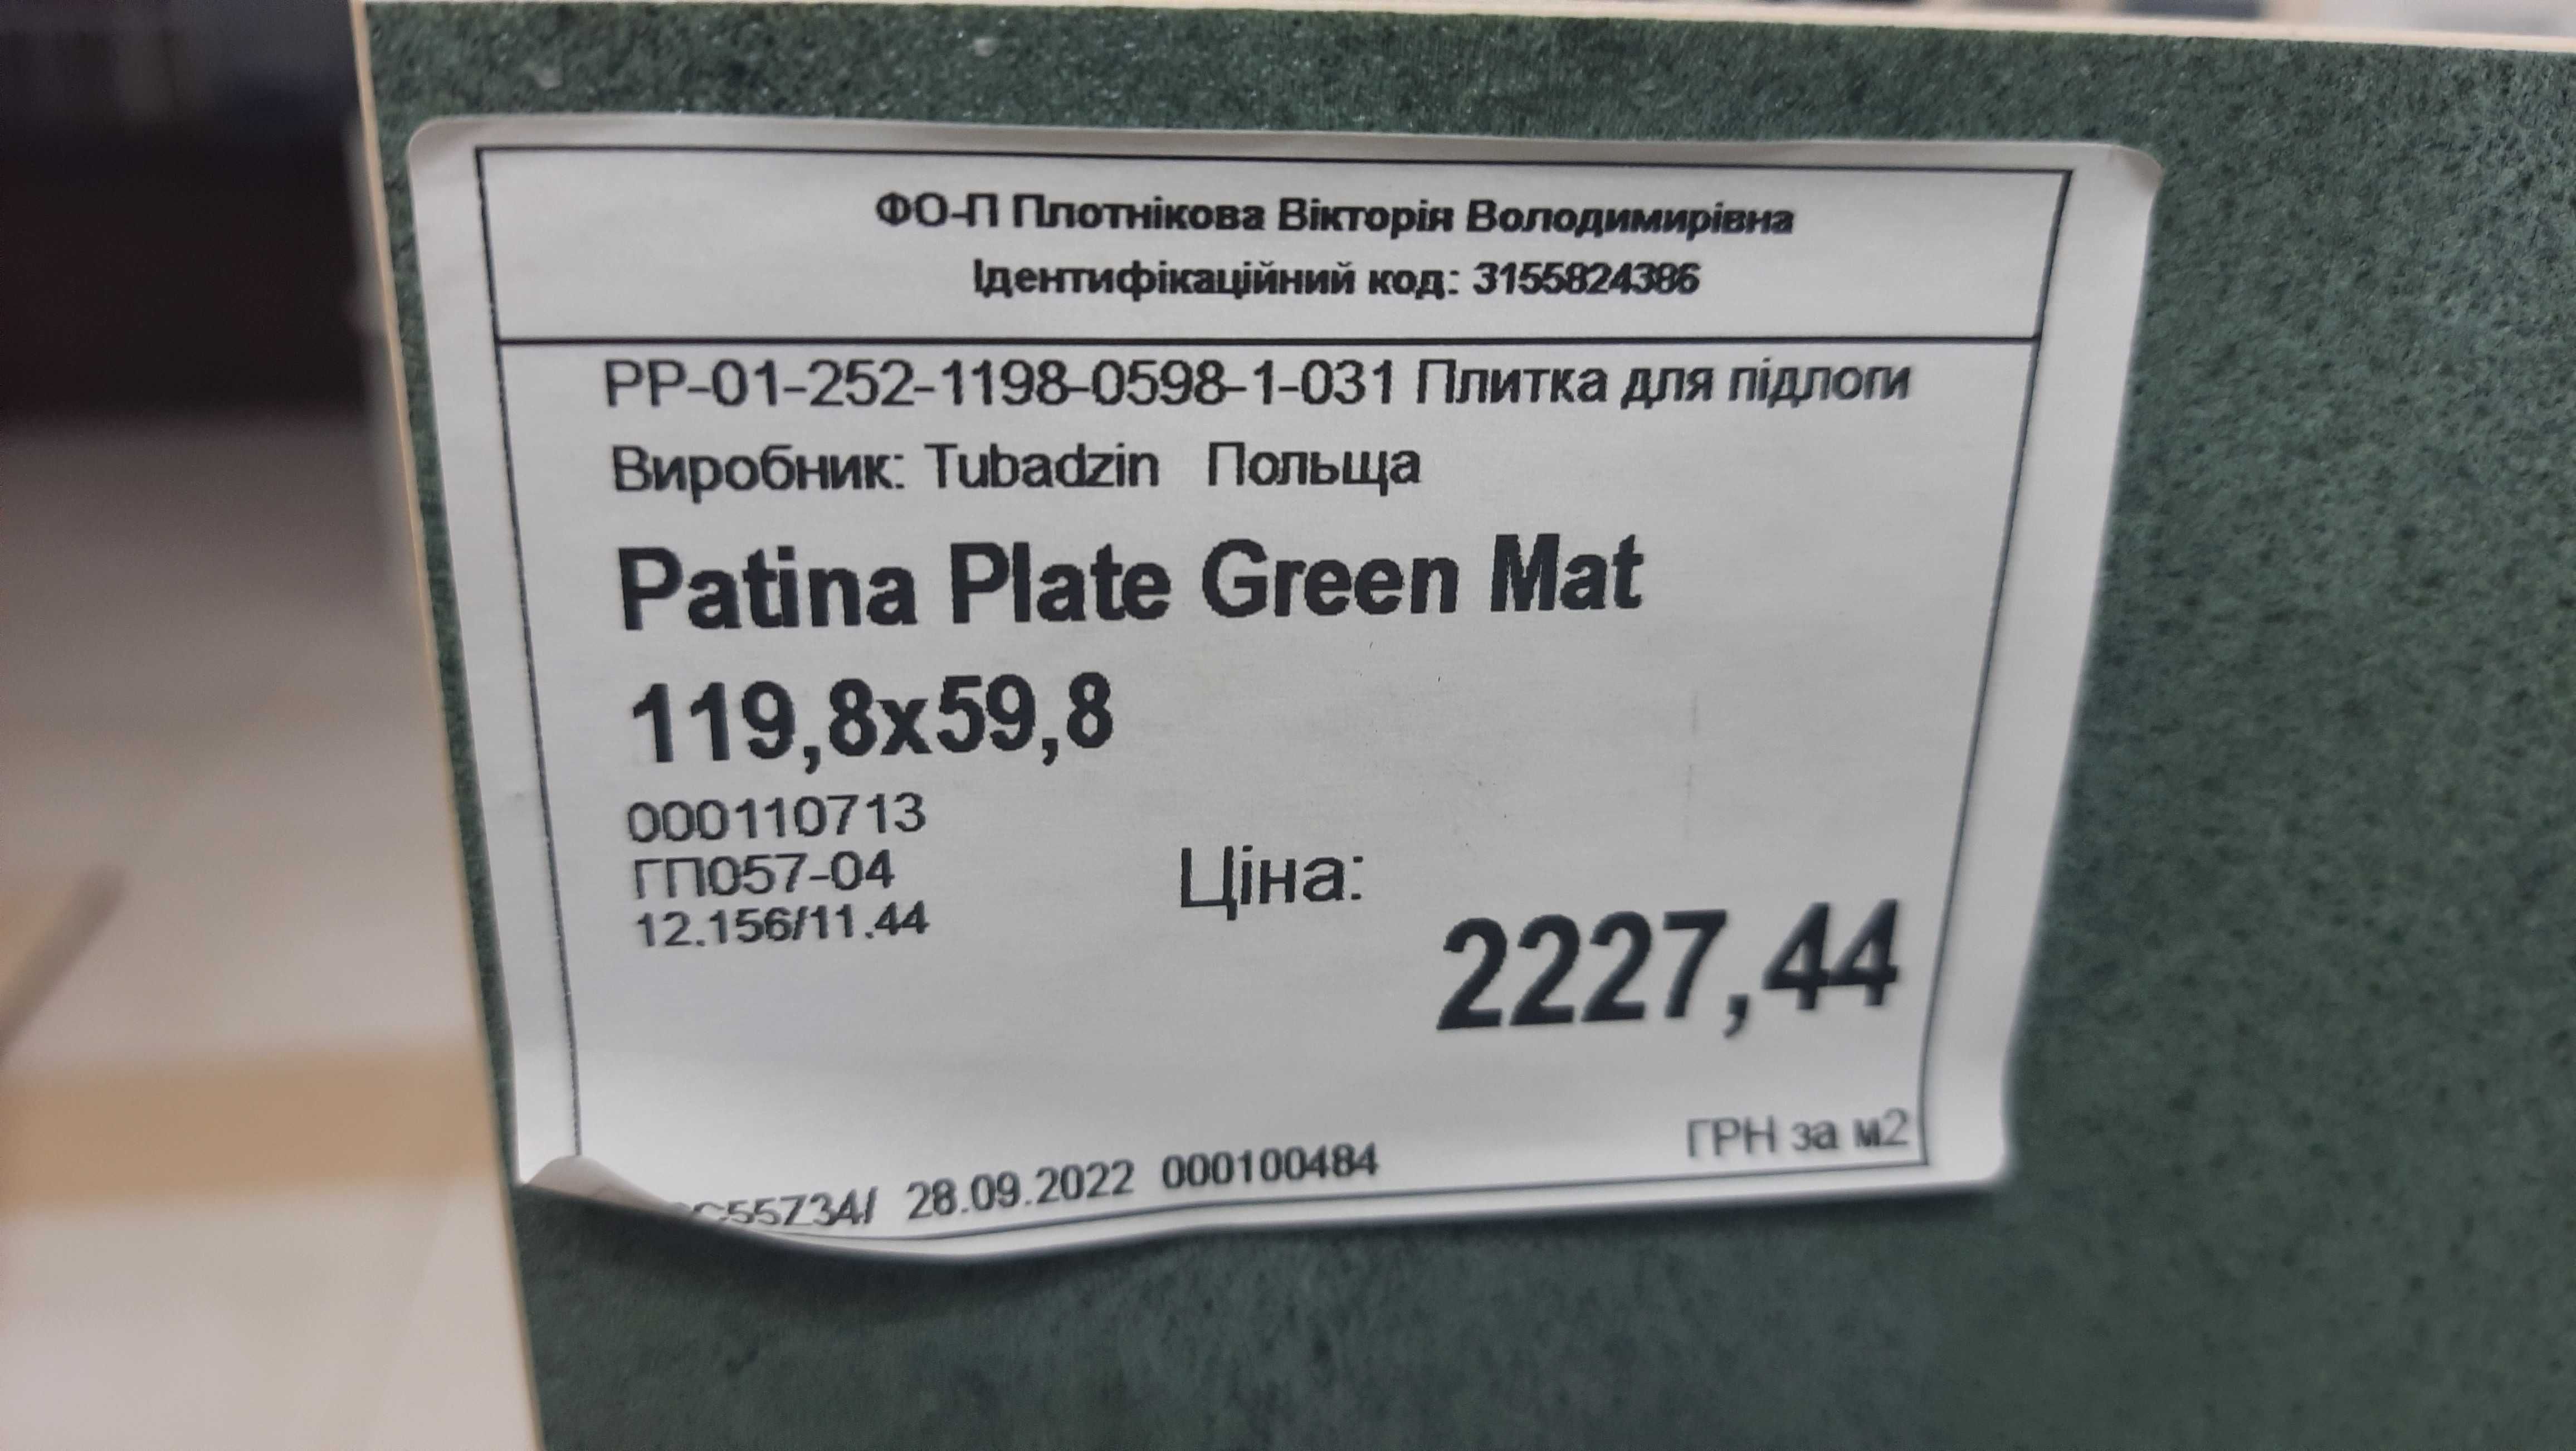 ФО-П Плотнікова Вікторія Володимирівна
Ідентифікаційний код: 3155824386
PP-01-252-1198-0598-1-031 Плитка для підлоги
Виробник: Tubadzin Польща
Patina Plate Green Mat
119,8x59,8
000110713
ГП057-04
12.156/11.44
Ціна:
2227,44
ГРН за м2
28.09.2022 000100484